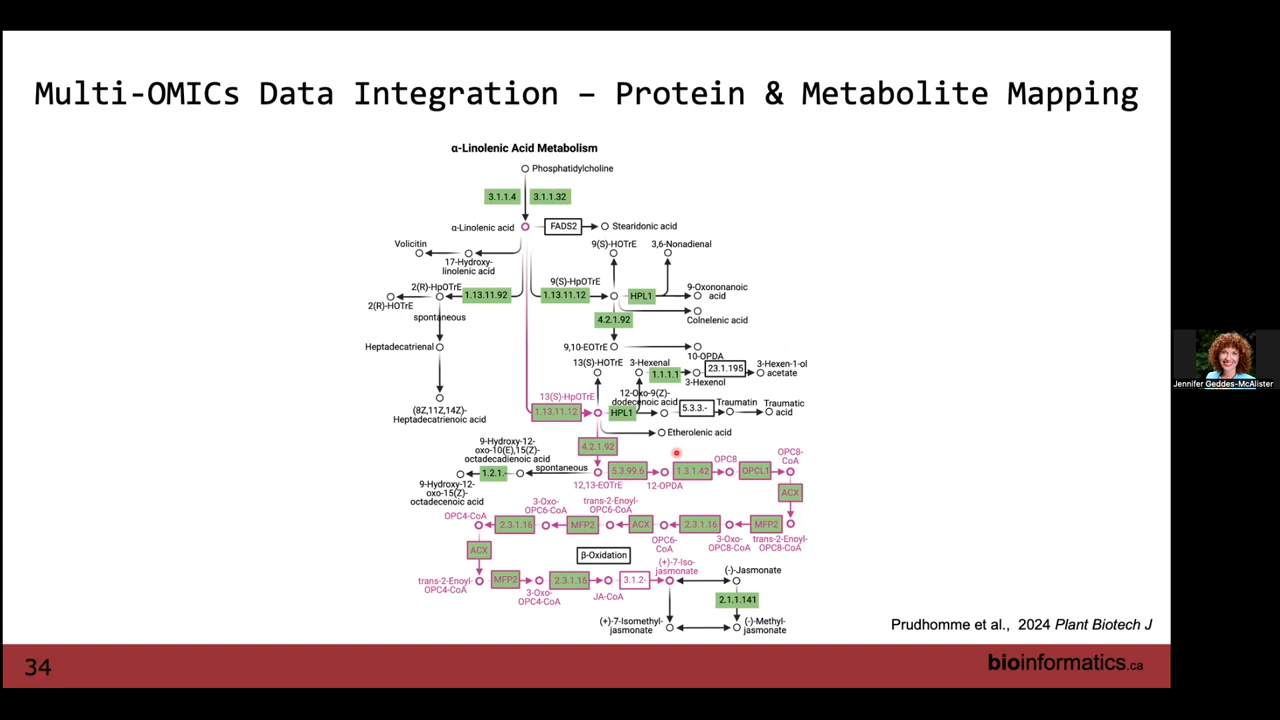 Multi-OMICs Data Integration – Protein & Metabolite Mapping
α-Linolenic Acid Metabolism
Phosphatidylcholine
3.1.1.4
3.1.1.32
α-Linolenic acid
FADS2
Stearidonic acid
Volicitin
17-Hydroxy-
linolenic acid
9(S)-HOTrE
3,6-Nonadienal
2(R)-HpOTrE
1.13.11.92
9(S)-HpOTrE
1.13.11.12
HPL1
9-Oxononanoic
acid
2(R)-HOTrE
spontaneous
4.2.1.92
Colnelenic acid
Heptadecatrienal
9,10-EOTrE
10-OPDA
13(S)-HOTrE
3-Hexenal
1.1.1.1
3-Hexenol
23.1.195
3-Hexen-1-ol
acetate
(8Z,11Z,14Z)-
Heptadecatrienoic acid
13(S)-HpOTrE
1.13.11.12
HPL1
12-Oxo-9(Z)-
dodecenoic acid
5.3.3.-
Traumatin
Traumatic
acid
Etherolenic acid
4.2.1.92
9-Hydroxy-12-
oxo-10(E),15(Z)-
octadecadienoic acid
1.2.1.-
spontaneous
9-Hydroxy-12-
oxo-15(Z)-
octadecenoic acid
12,13-EOTrE
5.3.99.6
12-OPDA
1.3.1.42
OPC8
OPCL1
OPC8-
CoA
ACX
trans-2-Enoyl-
OPC8-CoA
MFP2
3-Oxo-
OPC8-CoA
2.3.1.16
OPC6-
CoA
ACX
trans-2-Enoyl-
OPC6-CoA
MFP2
3-Oxo-
OPC6-CoA
2.3.1.16
OPC4-CoA
ACX
β-Oxidation
trans-2-Enoyl-
OPC4-CoA
MFP2
3-Oxo-
OPC4-CoA
2.3.1.16
JA-CoA
3.1.2-
(+)-7-Iso-
jasmonate
(-)-Jasmonate
2.1.1.141
(+)-7-Isomethyl-
jasmonate
(-)-Methyl-
jasmonate
Prudhomme et al., 2024 Plant Biotech J
34
bioinformatics.ca
Jennifer Geddes-McAlister